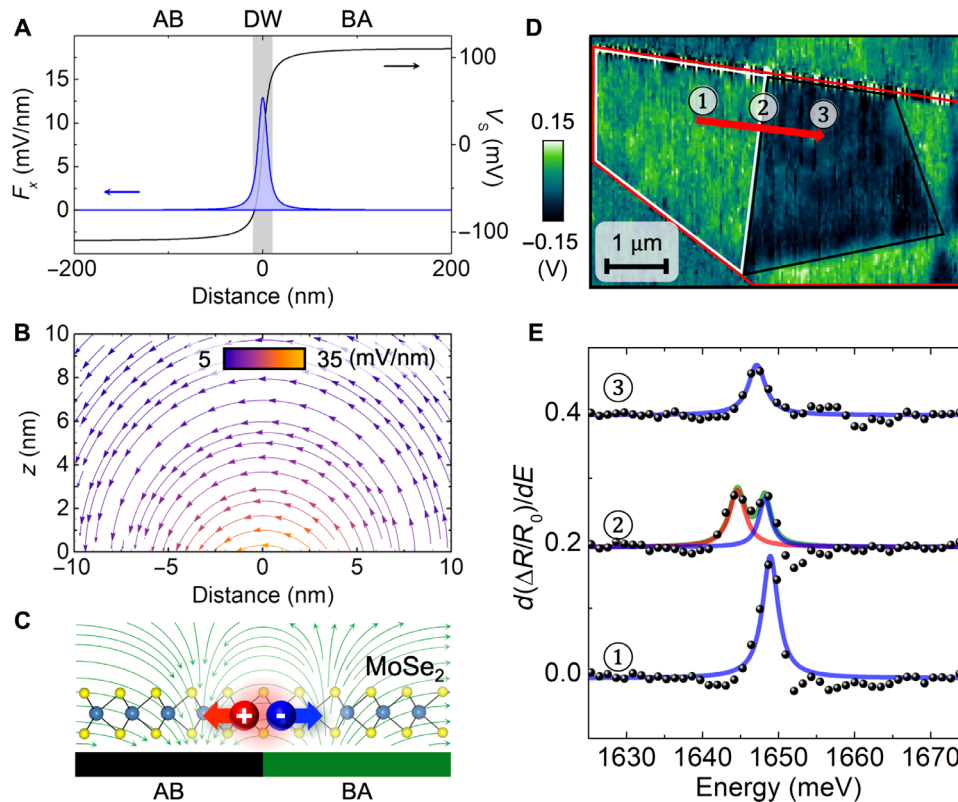 A
AB DW BA
F_x (mV/nm)
15
10
5
0
100
0
−100
V_S (mV)
−200 −100 0 100 200
Distance (nm)
B
5 35 (mV/nm)
z (nm)
10
8
6
4
2
0
−10 −5 0 5 10
Distance (nm)
C
MoSe2
+ -
AB BA
D
0.15
−0.15
(V)
① ② ③
1 μm
E
d(ΔR/R0)/dE
③
0.4
②
0.2
①
0.0
1630 1640 1650 1660 1670
Energy (meV)